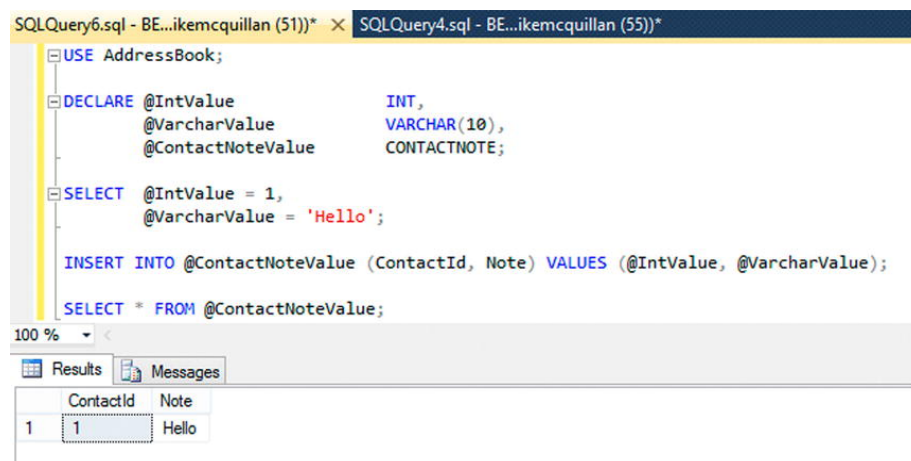 SQLQuery6.sql - BE...ikemcquillan (51))* SQLQuery4.sql - BE...ikemcquillan (55))*
USE AddressBook;
DECLARE @IntValue INT,
@VarcharValue VARCHAR(10),
@ContactNoteValue CONTACTNOTE;
SELECT @IntValue = 1,
@VarcharValue = 'Hello';
INSERT INTO @ContactNoteValue (ContactId, Note) VALUES (@IntValue, @VarcharValue);
SELECT * FROM @ContactNoteValue;
100 %
Results Messages
ContactId Note
1 1 Hello